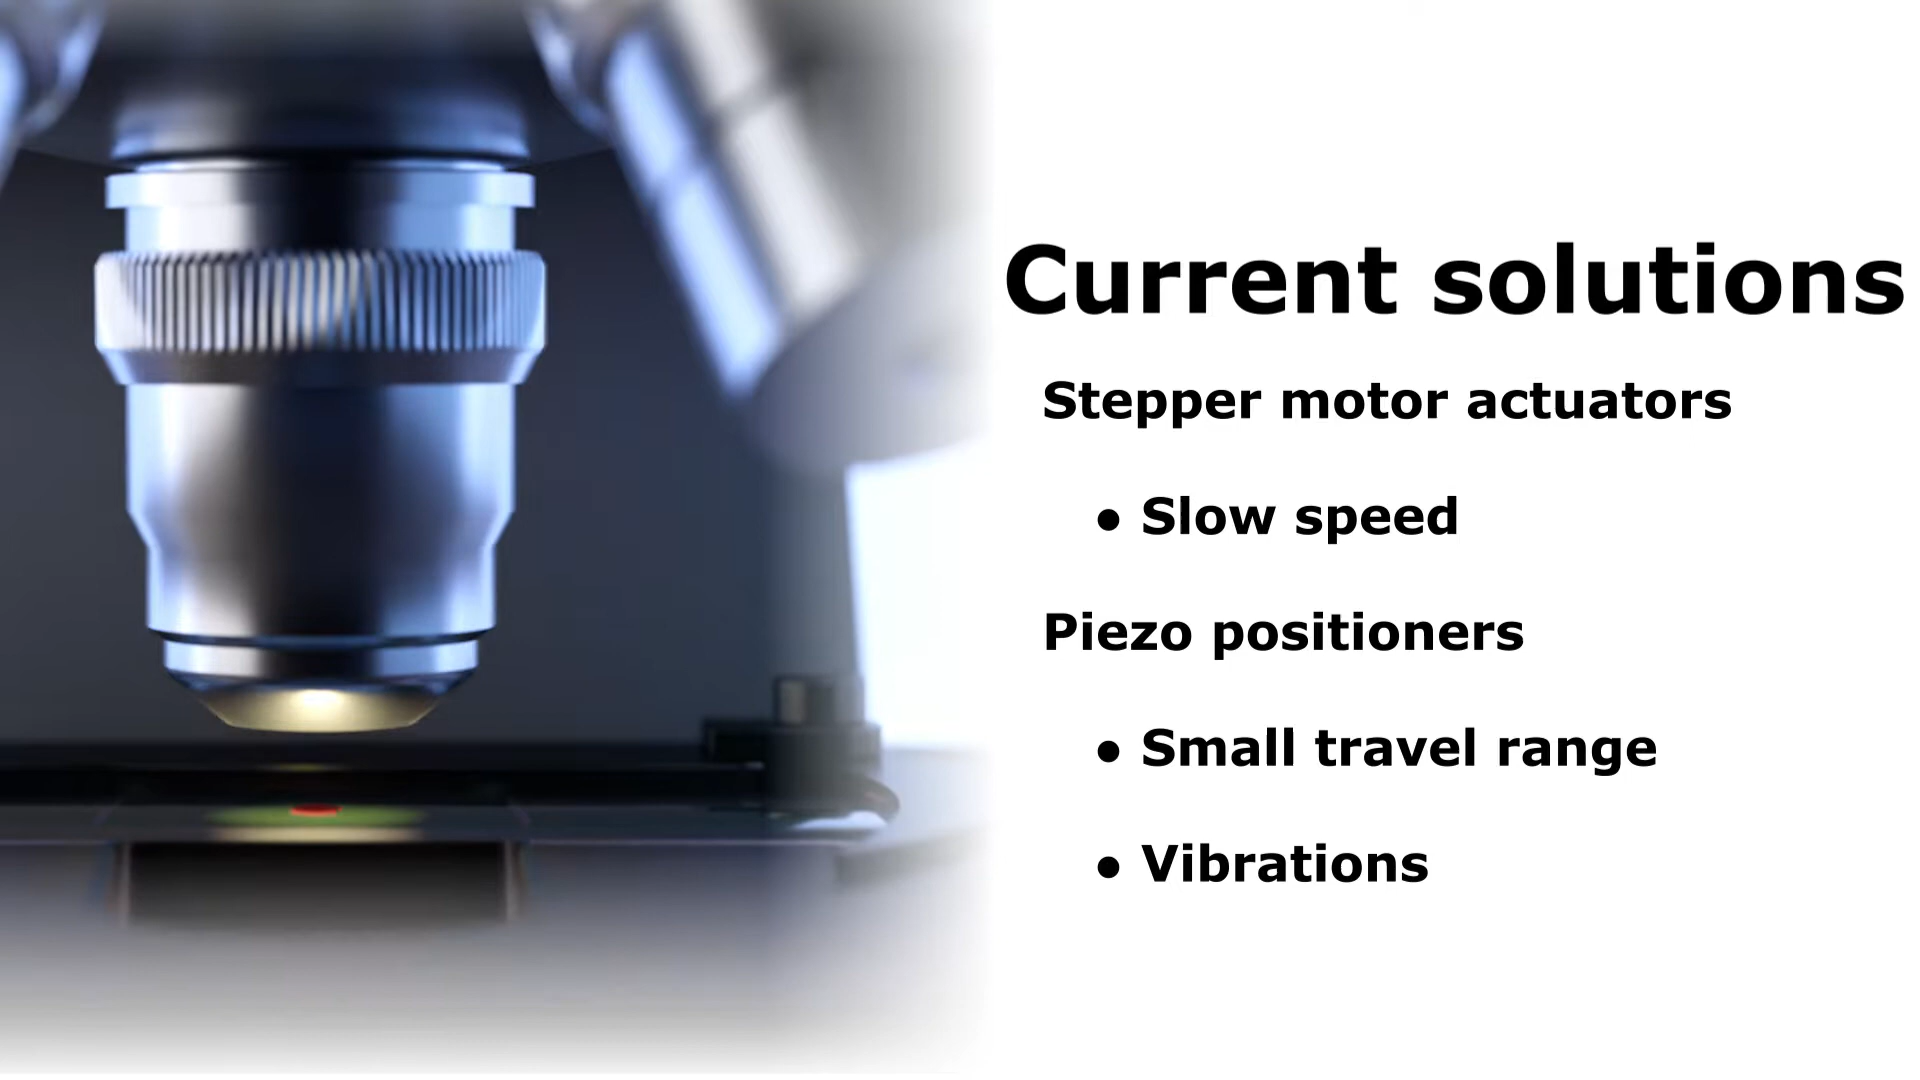 Current solutions
Stepper motor actuators
• Slow speed
Piezo positioners
• Small travel range
• Vibrations